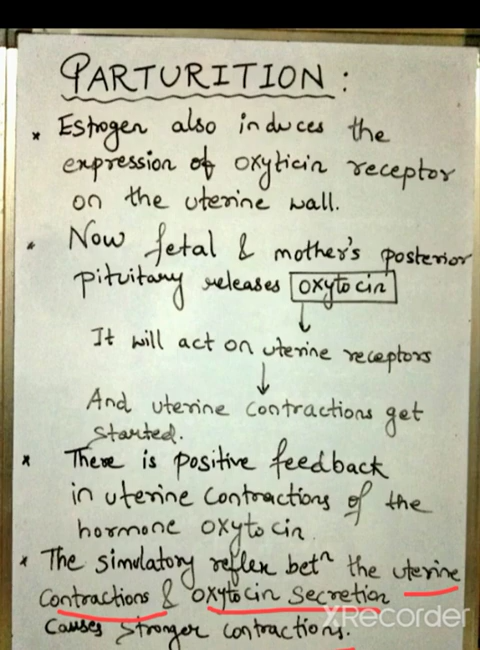 PARTURITION :
* Estrogen also induces the
expression of oxyticin receptor
on the uterine wall.
* Now fetal & mother's posterior
pituitary releases oxytocin
It will act on uterine receptors
And uterine contractions get
started.
* There is positive feedback
in uterine contractions of the
hormone oxytocin
* The simulatory reflex betn the uterine
contractions & oxytocin secretion
causes stronger contractions.
XRecorder